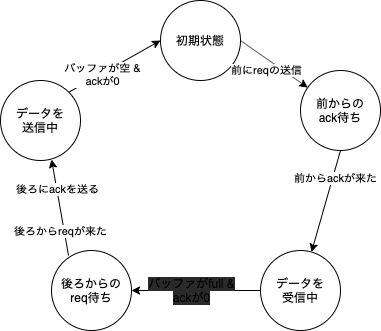 初期状態
前にreqの送信
前からの
ack待ち
前からackが来た
データを
受信中
バッファがfull &
ackが0
後ろからの
req待ち
後ろからreqが来た
後ろにackを送る
データを
送信中
バッファが空 &
ackが0